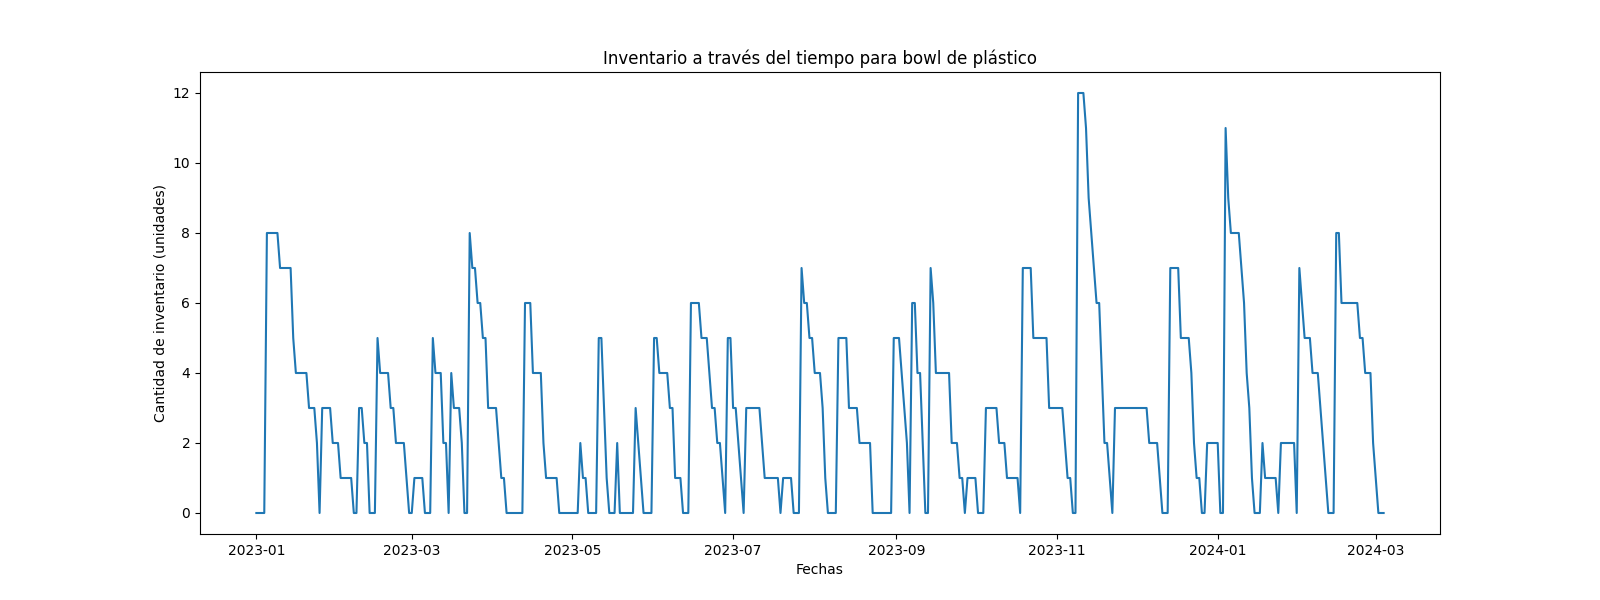 Inventario a través del tiempo para bowl de plástico
Cantidad de inventario (unidades)
12
10
8
6
4
2
0
2023-01 2023-03 2023-05 2023-07 2023-09 2023-11 2024-01 2024-03
Fechas